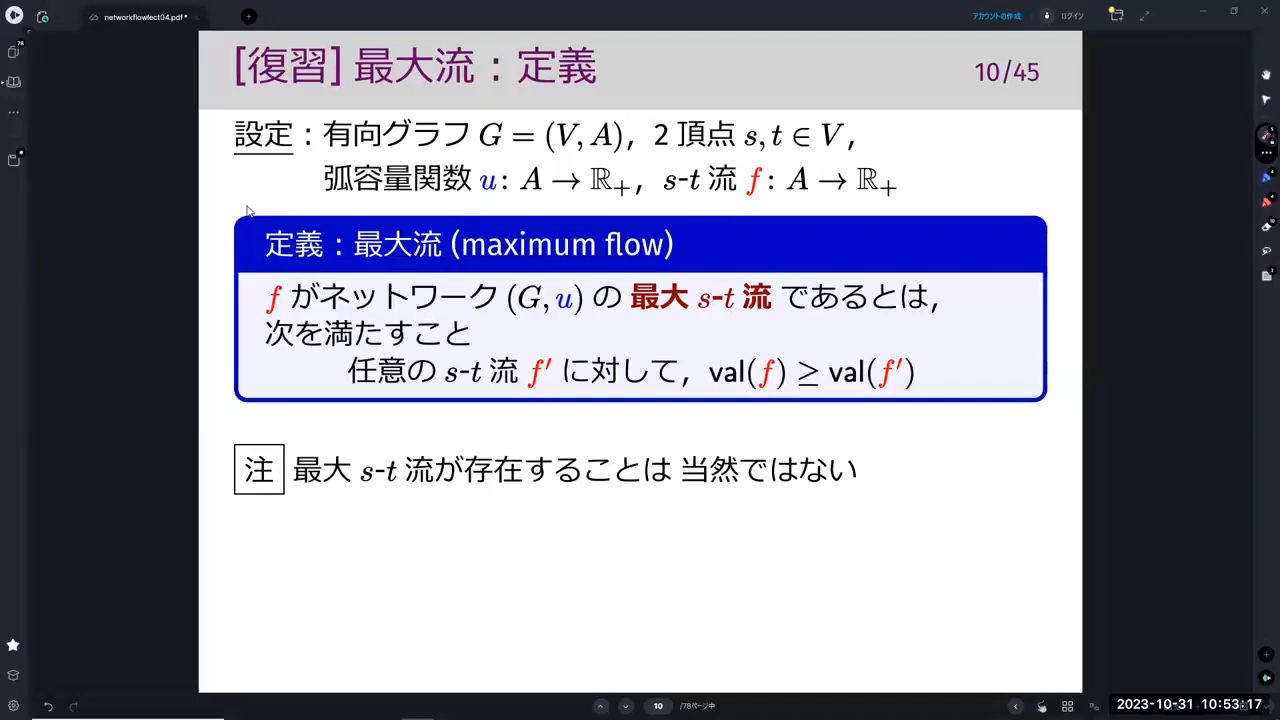 networkflowlect04.pdf*
アカウントの作成
ログイン
78
[復習] 最大流：定義
10/45
設定：有向グラフ G = (V, A)，2 頂点 s, t ∈ V，
弧容量関数 u: A → ℝ₊，s-t 流 f: A → ℝ₊
定義：最大流 (maximum flow)
f がネットワーク (G, u) の 最大 s-t 流 であるとは，
次を満たすこと
任意の s-t 流 f′ に対して，val(f) ≥ val(f′)
注 最大 s-t 流が存在することは 当然ではない
10
/78ページ中
2023-10-31 10:53:17